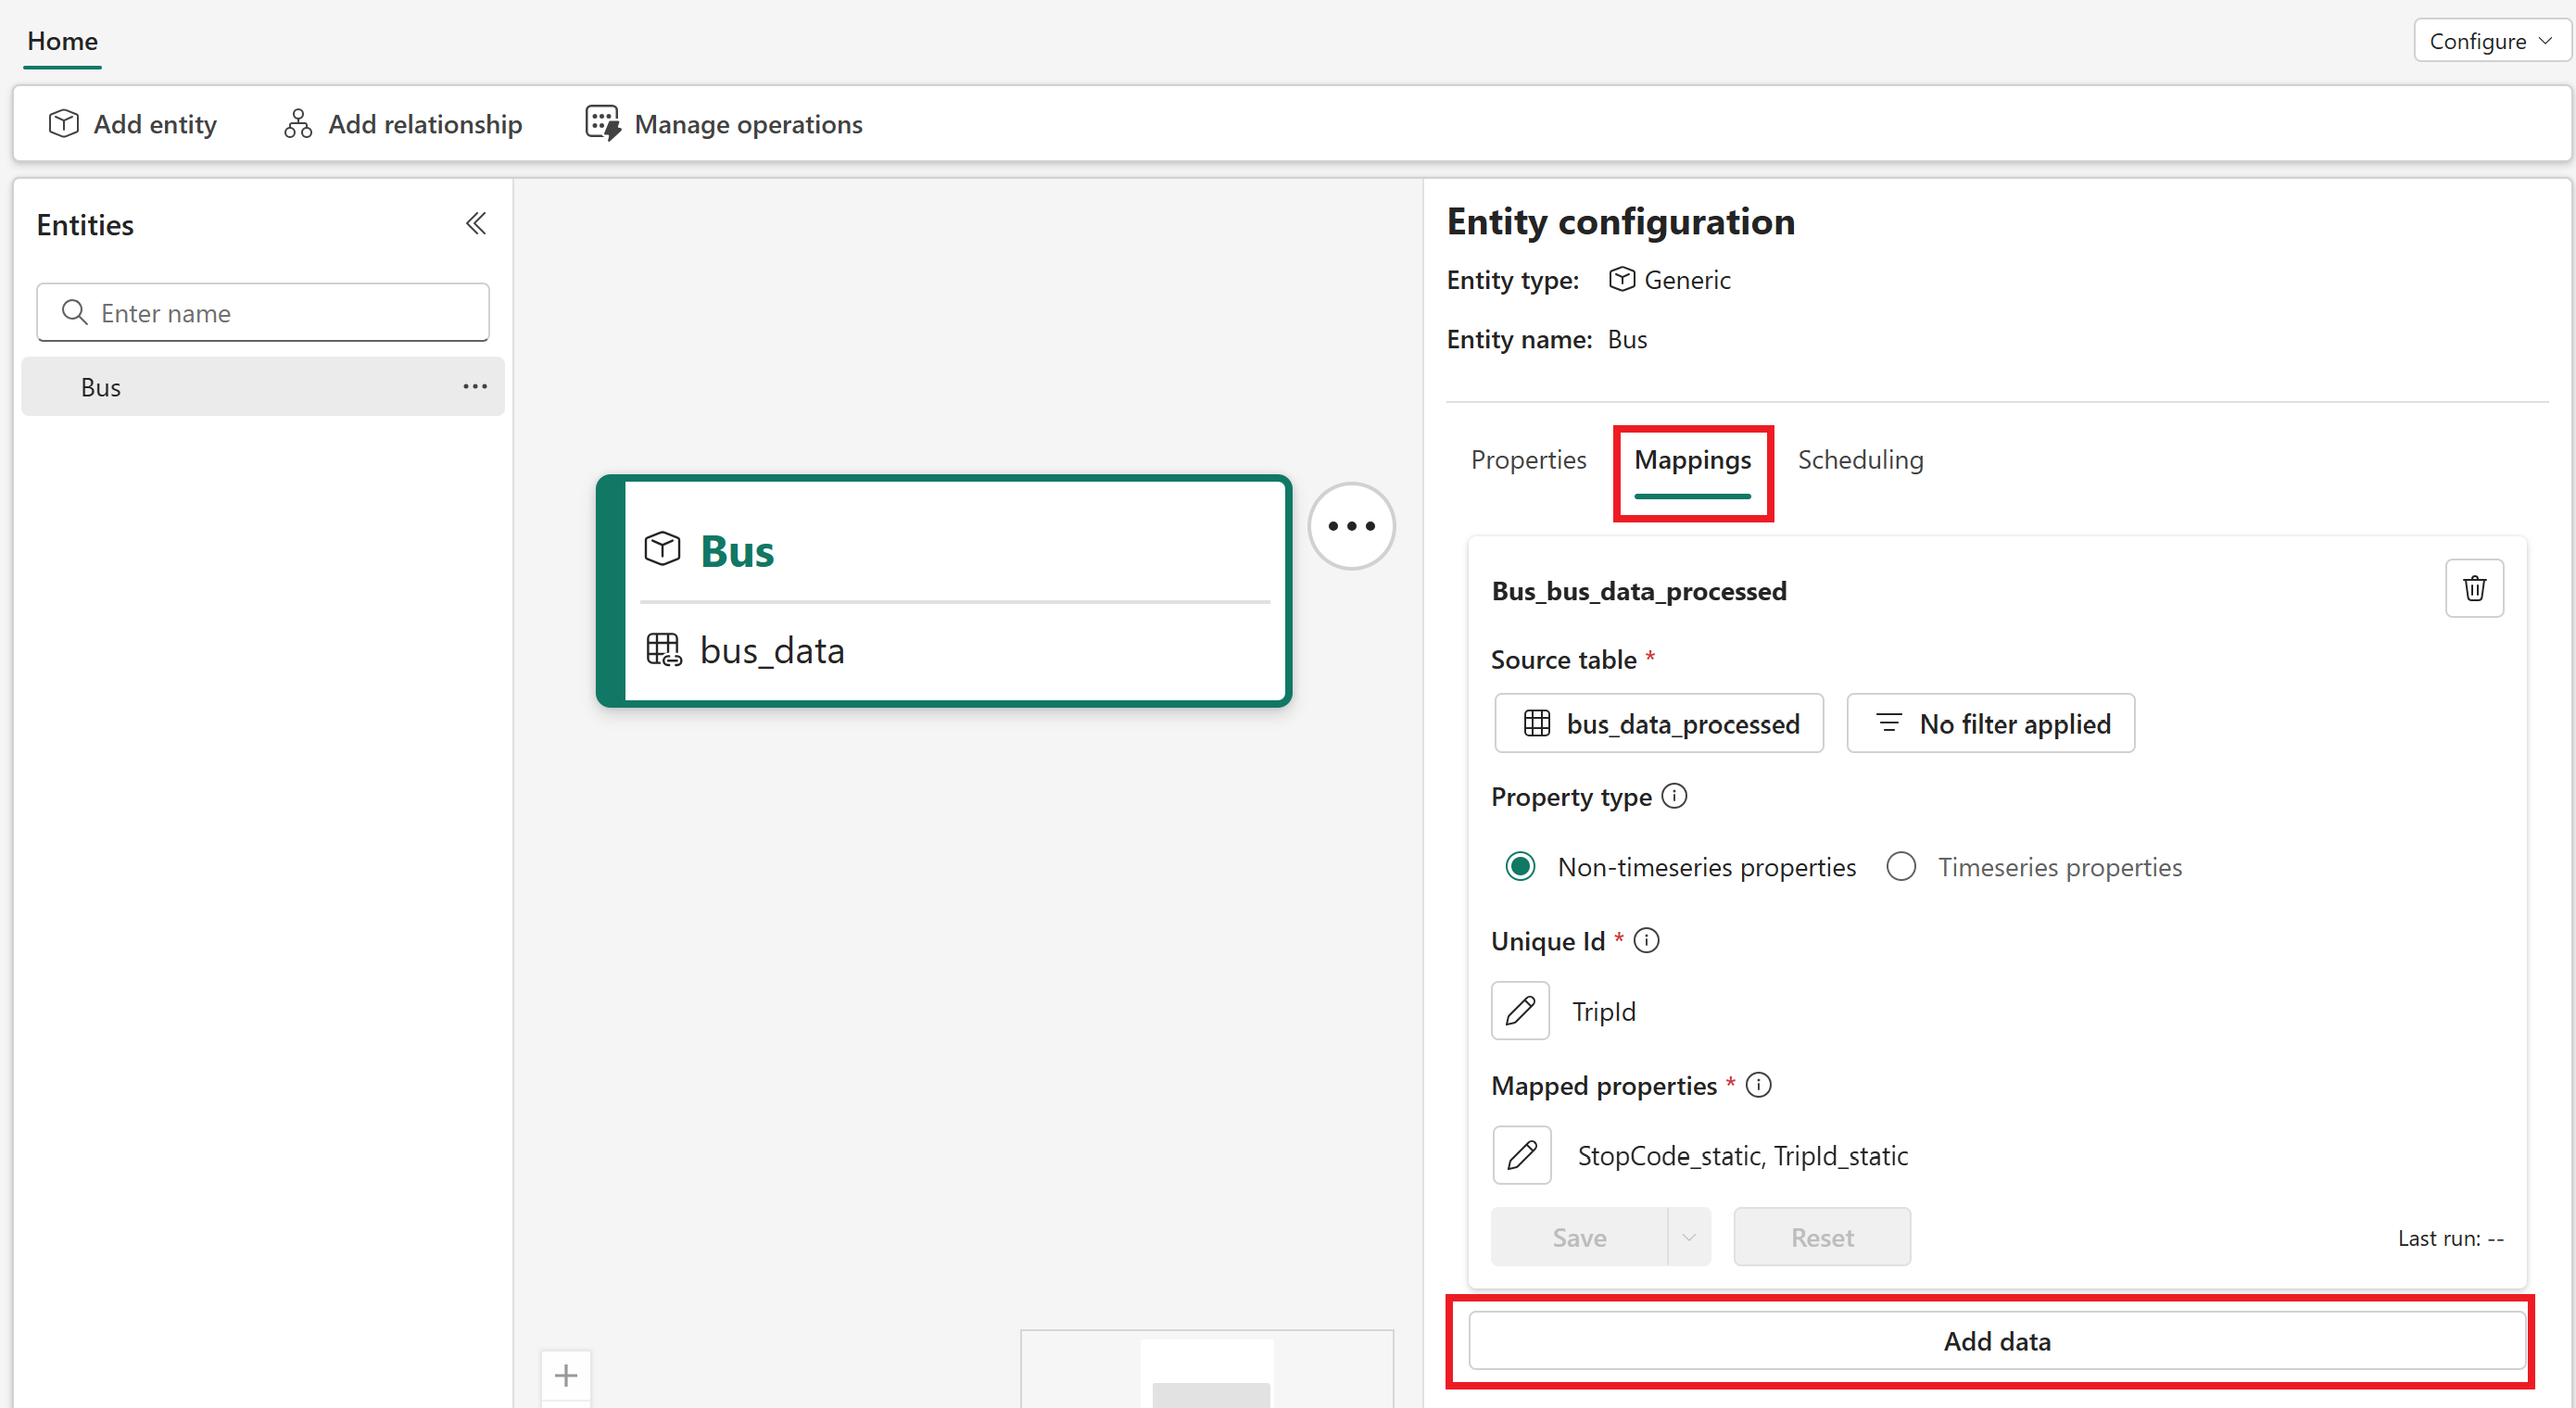 Home
Configure
Add entity
Add relationship
Manage operations
Entities
Enter name
Bus
Bus
bus_data
Entity configuration
Entity type: Generic
Entity name: Bus
Properties
Mappings
Scheduling
Bus_bus_data_processed
Source table *
bus_data_processed
No filter applied
Property type
Non-timeseries properties
Timeseries properties
Unique Id *
TripId
Mapped properties *
StopCode_static, TripId_static
Save
Reset
Last run: --
Add data